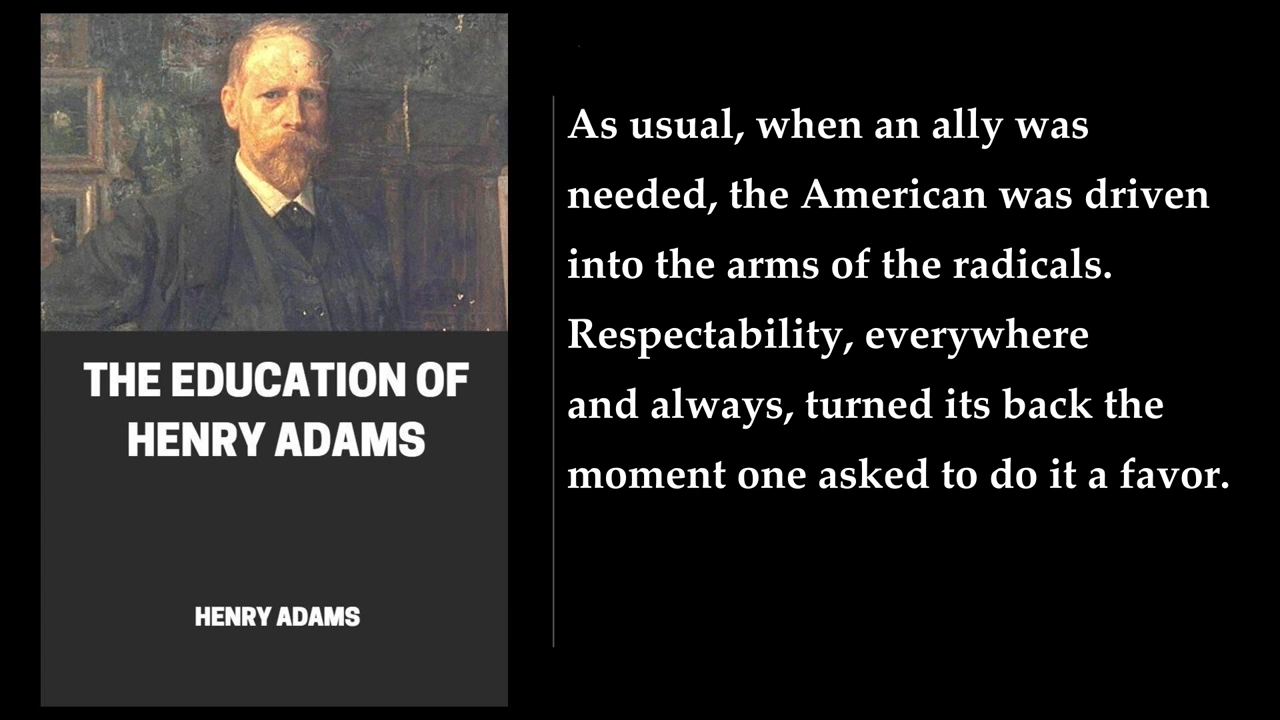 THE EDUCATION OF
HENRY ADAMS
HENRY ADAMS
As usual, when an ally was
needed, the American was driven
into the arms of the radicals.
Respectability, everywhere
and always, turned its back the
moment one asked to do it a favor.